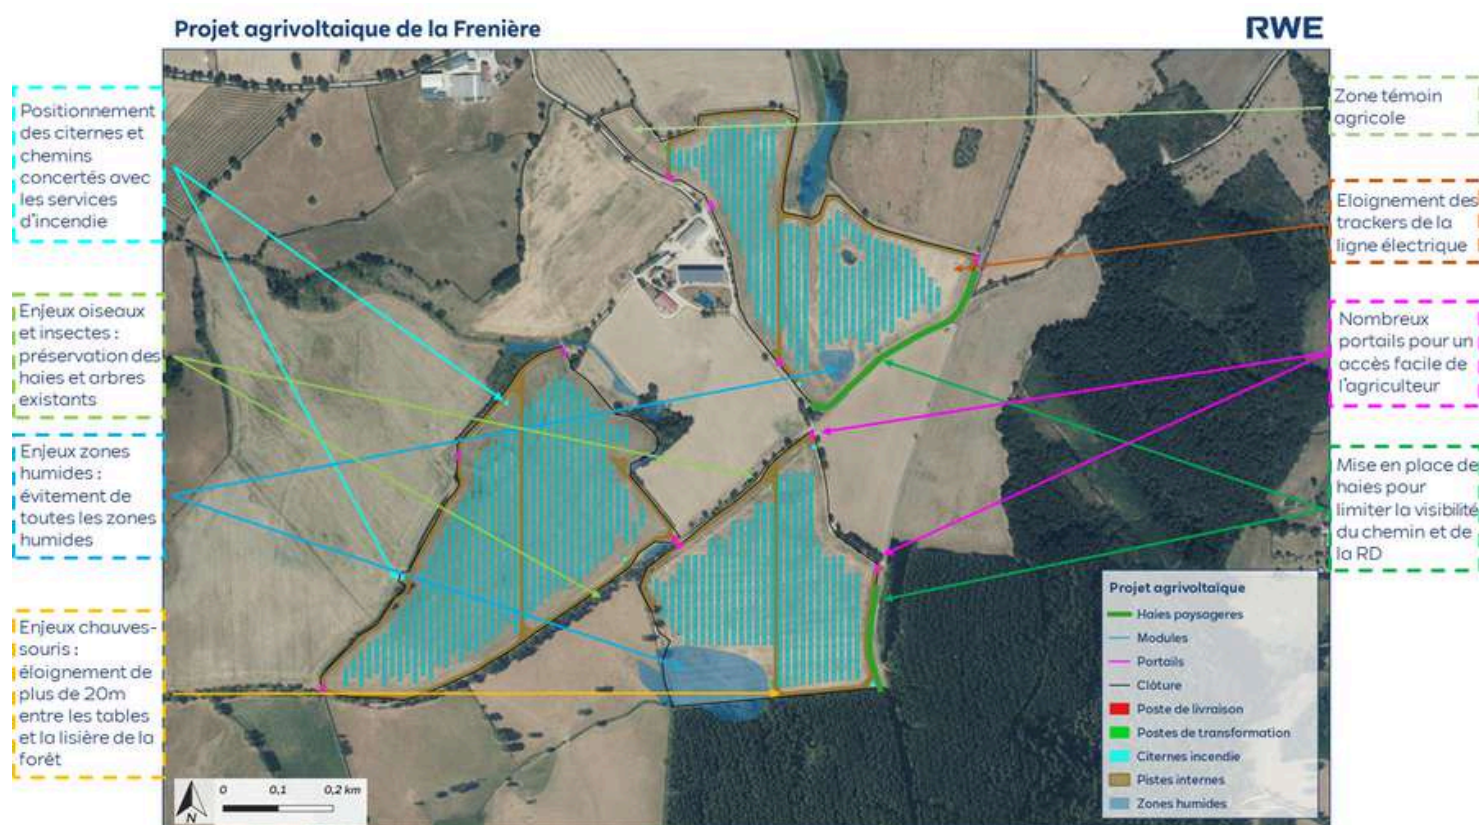 Projet agrivoltaique de la Frenière
RWE
Positionnement
des citernes et
chemins
concertés avec
les services
d'incendie
Enjeux oiseaux
et insectes :
préservation des
haies et arbres
existants
Enjeux zones
humides :
évitement de
toutes les zones
humides
Enjeux chauves-
souris :
éloignement de
plus de 20m
entre les tables
et la lisière de la
forêt
Zone témoin
agricole
Eloignement des
trackers de la
ligne électrique
Nombreux
portails pour un
accès facile de
l'agriculteur
Mise en place de
haies pour
limiter la visibilité
du chemin et de
la RD
Projet agrivoltaïque
Haies paysageres
Modules
Portails
Clôture
Poste de livraison
Postes de transformation
Citernes incendie
Pistes internes
Zones humides
0 0,1 0,2 km
N